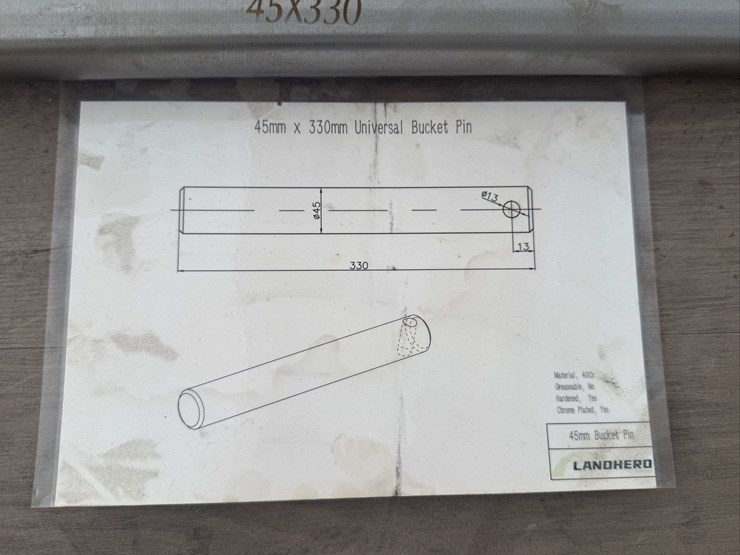 45X330
45mm x 330mm Universal Bucket Pin
ø13
ø45
13
330
Material, 40Cr
Greaseable, No
Hardened, Yes
Chrome Plated, Yes
45mm Bucket Pin
LANDHERO